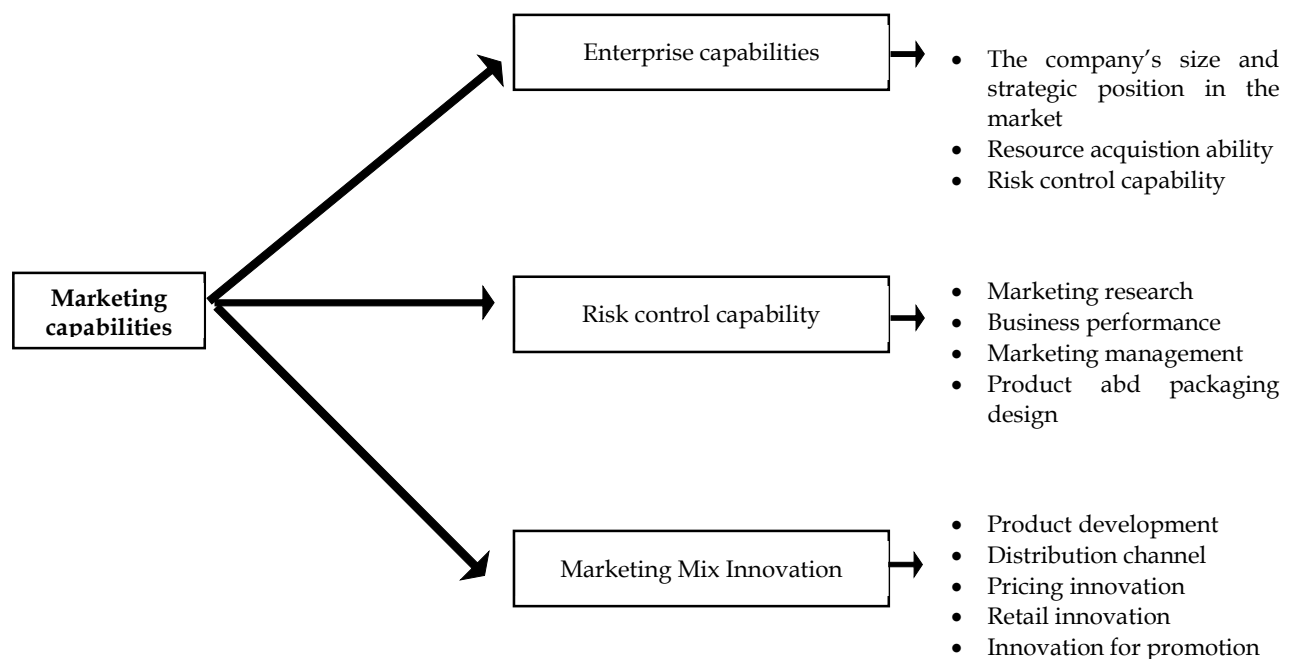 Enterprise capabilities
• The company's size and
strategic position in the
market
• Resource acquistion ability
• Risk control capability
Marketing
capabilities
Risk control capability
• Marketing research
• Business performance
• Marketing management
• Product abd packaging
design
Marketing Mix Innovation
• Product development
• Distribution channel
• Pricing innovation
• Retail innovation
• Innovation for promotion